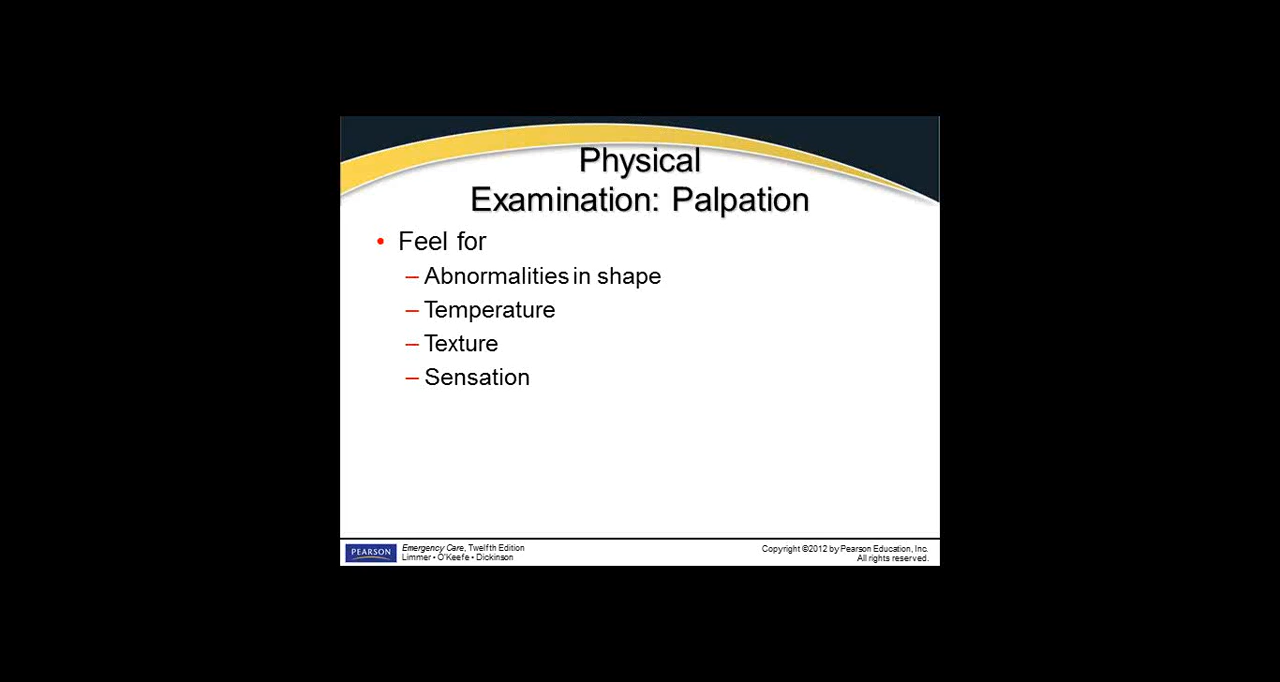 Physical
Examination: Palpation
• Feel for
– Abnormalities in shape
– Temperature
– Texture
– Sensation
PEARSON
Emergency Care, Twelfth Edition
Limmer • O'Keefe • Dickinson
Copyright ©2012 by Pearson Education, Inc.
All rights reserved.